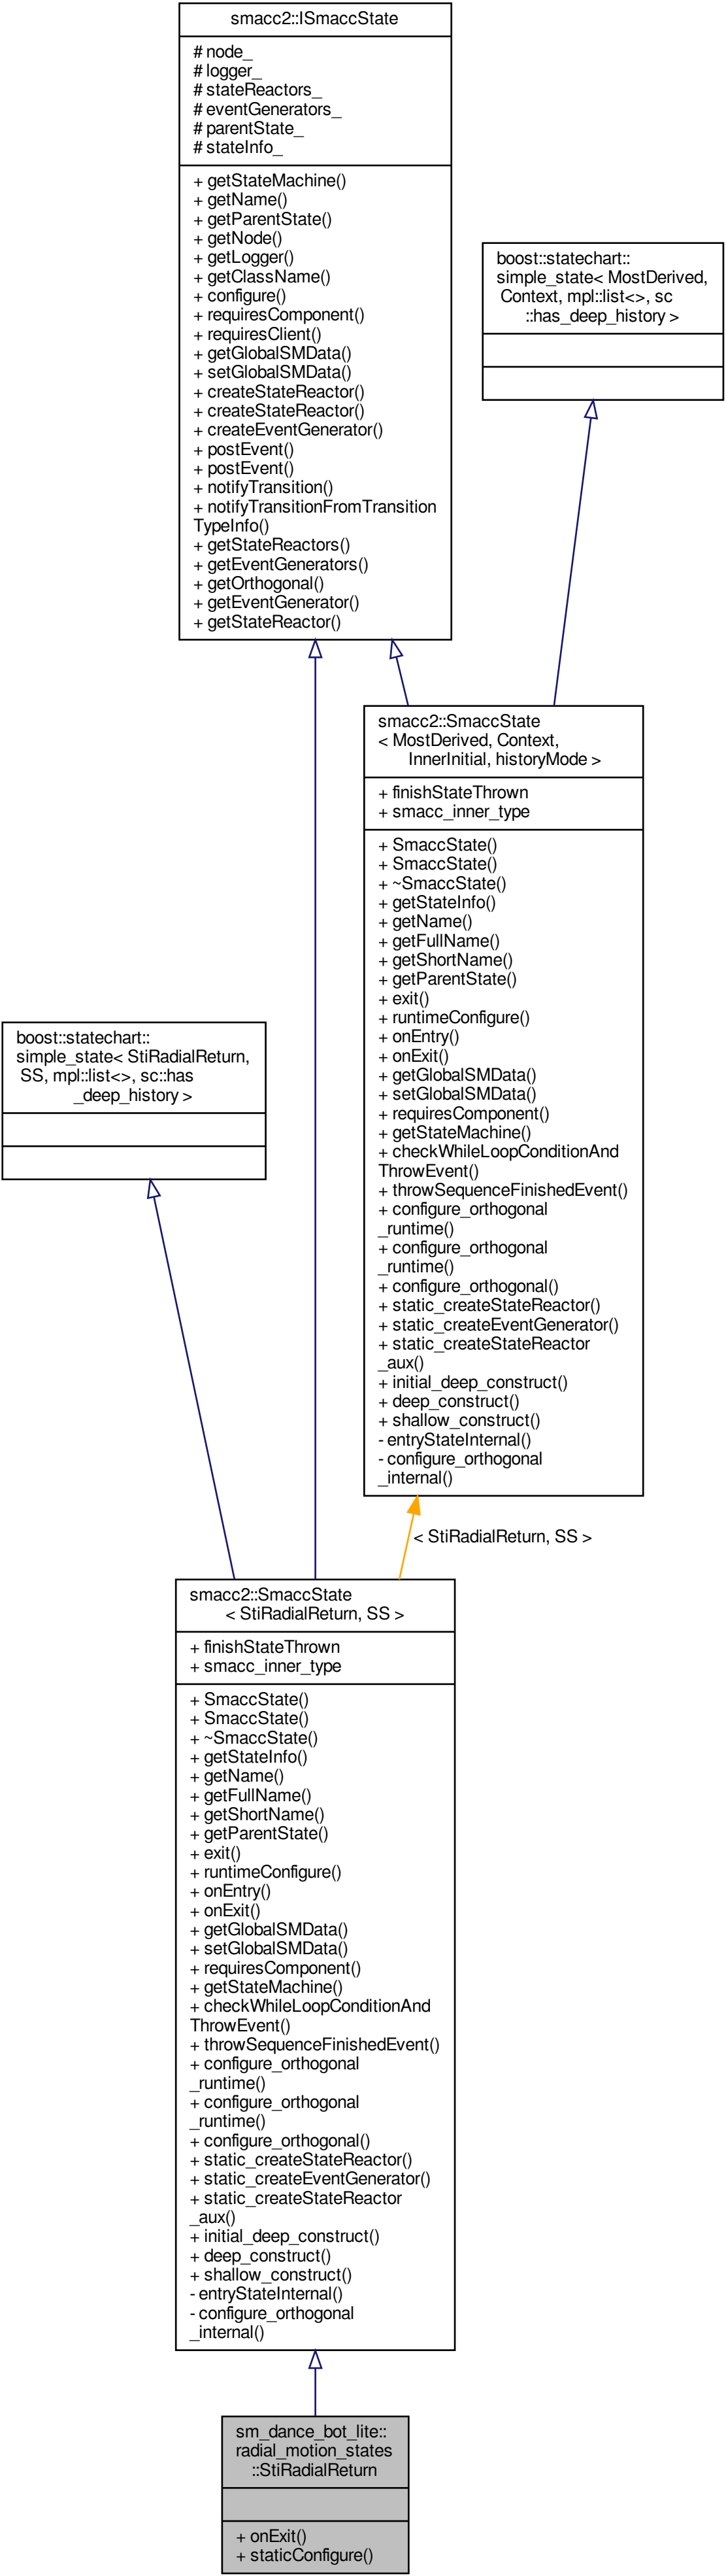 smacc2::ISmaccState
# node_
# logger_
# stateReactors_
# eventGenerators_
# parentState_
# stateInfo_
+ getStateMachine()
+ getName()
+ getParentState()
+ getNode()
+ getLogger()
+ getClassName()
+ configure()
+ requiresComponent()
+ requiresClient()
+ getGlobalSMData()
+ setGlobalSMData()
+ createStateReactor()
+ createStateReactor()
+ createEventGenerator()
+ postEvent()
+ postEvent()
+ notifyTransition()
+ notifyTransitionFromTransition
TypeInfo()
+ getStateReactors()
+ getEventGenerators()
+ getOrthogonal()
+ getEventGenerator()
+ getStateReactor()
boost::statechart::
simple_state< MostDerived,
Context, mpl::list<>, sc
::has_deep_history >
smacc2::SmaccState
< MostDerived, Context,
InnerInitial, historyMode >
+ finishStateThrown
+ smacc_inner_type
+ SmaccState()
+ SmaccState()
+ ~SmaccState()
+ getStateInfo()
+ getName()
+ getFullName()
+ getShortName()
+ getParentState()
+ exit()
+ runtimeConfigure()
+ onEntry()
+ onExit()
+ getGlobalSMData()
+ setGlobalSMData()
+ requiresComponent()
+ getStateMachine()
+ checkWhileLoopConditionAnd
ThrowEvent()
+ throwSequenceFinishedEvent()
+ configure_orthogonal
_runtime()
+ configure_orthogonal
_runtime()
+ configure_orthogonal()
+ static_createStateReactor()
+ static_createEventGenerator()
+ static_createStateReactor
_aux()
+ initial_deep_construct()
+ deep_construct()
+ shallow_construct()
- entryStateInternal()
- configure_orthogonal
_internal()
boost::statechart::
simple_state< StiRadialReturn,
SS, mpl::list<>, sc::has
_deep_history >
< StiRadialReturn, SS >
smacc2::SmaccState
< StiRadialReturn, SS >
+ finishStateThrown
+ smacc_inner_type
+ SmaccState()
+ SmaccState()
+ ~SmaccState()
+ getStateInfo()
+ getName()
+ getFullName()
+ getShortName()
+ getParentState()
+ exit()
+ runtimeConfigure()
+ onEntry()
+ onExit()
+ getGlobalSMData()
+ setGlobalSMData()
+ requiresComponent()
+ getStateMachine()
+ checkWhileLoopConditionAnd
ThrowEvent()
+ throwSequenceFinishedEvent()
+ configure_orthogonal
_runtime()
+ configure_orthogonal
_runtime()
+ configure_orthogonal()
+ static_createStateReactor()
+ static_createEventGenerator()
+ static_createStateReactor
_aux()
+ initial_deep_construct()
+ deep_construct()
+ shallow_construct()
- entryStateInternal()
- configure_orthogonal
_internal()
sm_dance_bot_lite::
radial_motion_states
::StiRadialReturn
+ onExit()
+ staticConfigure()